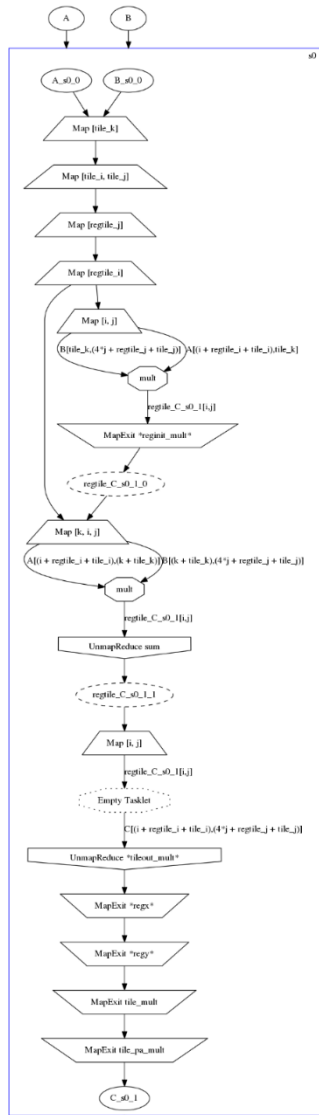 A
B
s0
A_s0_0
B_s0_0
Map [tile_k]
Map [tile_i, tile_j]
Map [regtile_j]
Map [regtile_i]
Map [i, j]
B[tile_k,(4*j + regtile_j + tile_j)]
A[(i + regtile_i + tile_i),tile_k]
mult
regtile_C_s0_1[i,j]
MapExit *reginit_mult*
regtile_C_s0_1_0
Map [k, i, j]
A[(i + regtile_i + tile_i),(k + tile_k)]
B[(k + tile_k),(4*j + regtile_j + tile_j)]
mult
regtile_C_s0_1[i,j]
UnmapReduce sum
regtile_C_s0_1_1
Map [i, j]
regtile_C_s0_1[i,j]
Empty Tasklet
C[(i + regtile_i + tile_i),(4*j + regtile_j + tile_j)]
UnmapReduce *tileout_mult*
MapExit *regx*
MapExit *regy*
MapExit tile_mult
MapExit tile_pa_mult
C_s0_1